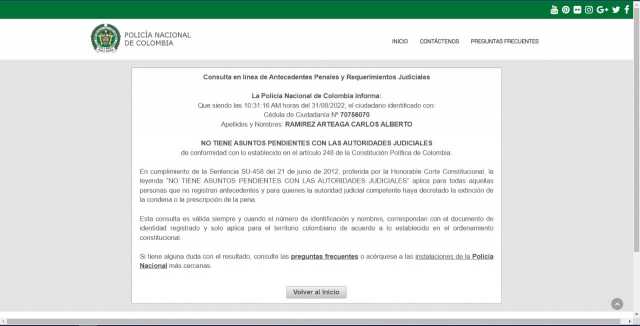 POLICÍA NACIONAL
DE COLOMBIA
INICIO CONTÁCTENOS PREGUNTAS FRECUENTES
Consulta en línea de Antecedentes Penales y Requerimientos Judiciales
La Policía Nacional de Colombia informa:
Que siendo las 10:31:16 AM horas del 31/08/2022, el ciudadano identificado con:
Cédula de Ciudadanía Nº 70756070
Apellidos y Nombres: RAMIREZ ARTEAGA CARLOS ALBERTO
NO TIENE ASUNTOS PENDIENTES CON LAS AUTORIDADES JUDICIALES
de conformidad con lo establecido en el artículo 248 de la Constitución Política de Colombia.
En cumplimiento de la Sentencia SU-458 del 21 de junio de 2012, proferida por la Honorable Corte Constitucional, la
leyenda “NO TIENE ASUNTOS PENDIENTES CON LAS AUTORIDADES JUDICIALES” aplica para todas aquellas
personas que no registran antecedentes y para quienes la autoridad judicial competente haya decretado la extinción de
la condena o la prescripción de la pena.
Esta consulta es válida siempre y cuando el número de identificación y nombres, correspondan con el documento de
identidad registrado y solo aplica para el territorio colombiano de acuerdo a lo establecido en el ordenamiento
constitucional.
Si tiene alguna duda con el resultado, consulte las preguntas frecuentes o acérquese a las instalaciones de la Policía
Nacional más cercanas.
Volver al Inicio